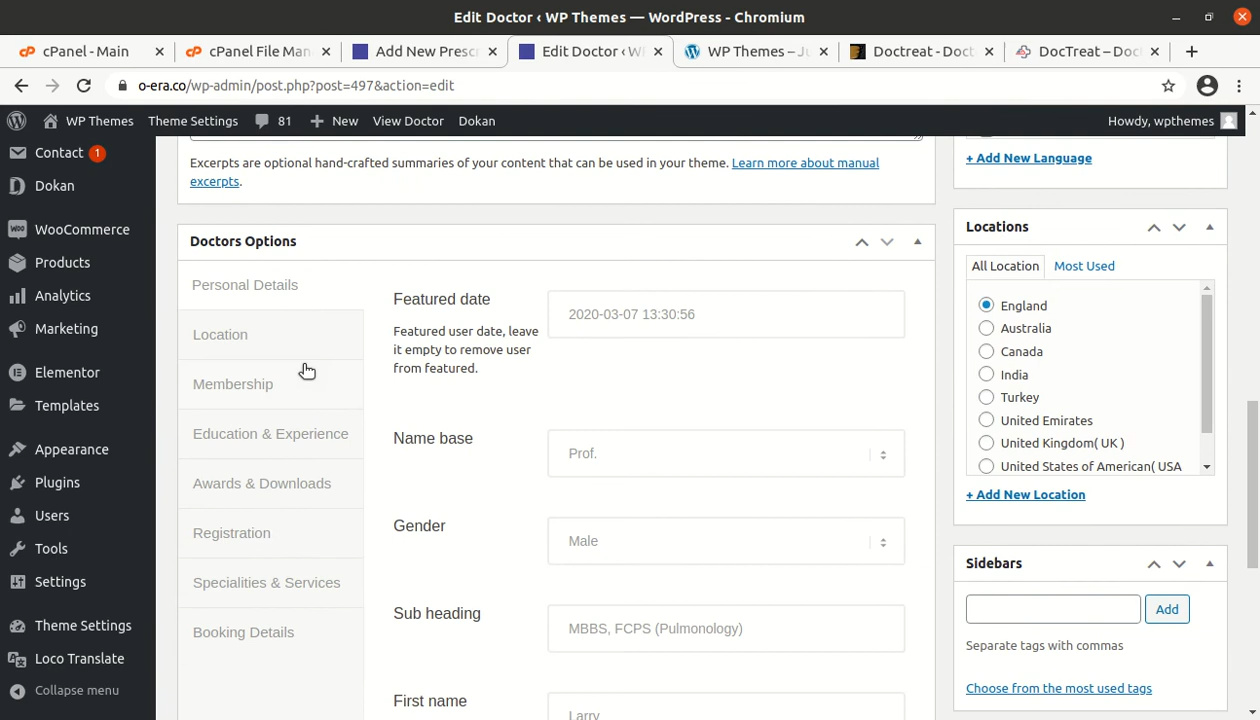 Edit Doctor ‹ WP Themes — WordPress - Chromium
cPanel - Main
cPanel File Man
Add New Presc
Edit Doctor ‹ W
WP Themes – Ju
Doctreat - Doct
DocTreat – Doc
o-era.co/wp-admin/post.php?post=497&action=edit
WP Themes
Theme Settings
81
New
View Doctor
Dokan
Howdy, wpthemes
Contact 1
Dokan
WooCommerce
Products
Analytics
Marketing
Elementor
Templates
Appearance
Plugins
Users
Tools
Settings
Theme Settings
Loco Translate
Collapse menu
Excerpts are optional hand-crafted summaries of your content that can be used in your theme. Learn more about manual
excerpts.
Doctors Options
Personal Details
Location
Membership
Education & Experience
Awards & Downloads
Registration
Specialities & Services
Booking Details
Featured date
2020-03-07 13:30:56
Featured user date, leave
it empty to remove user
from featured.
Name base
Prof.
Gender
Male
Sub heading
MBBS, FCPS (Pulmonology)
First name
Larry
+ Add New Language
Locations
All Location
Most Used
England
Australia
Canada
India
Turkey
United Emirates
United Kingdom( UK )
United States of American( USA
+ Add New Location
Sidebars
Add
Separate tags with commas
Choose from the most used tags